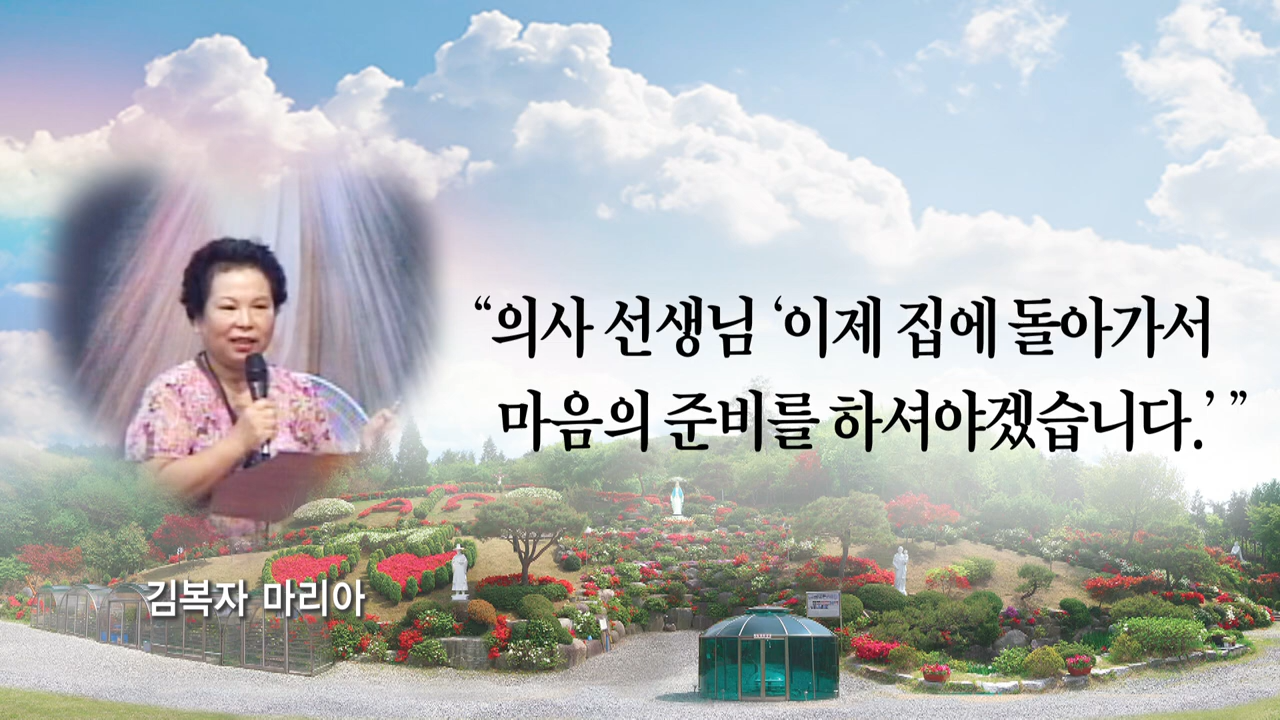 “의사 선생님 ‘이제 집에 돌아가서
마음의 준비를 하셔야겠습니다.’ ”
김복자 마리아